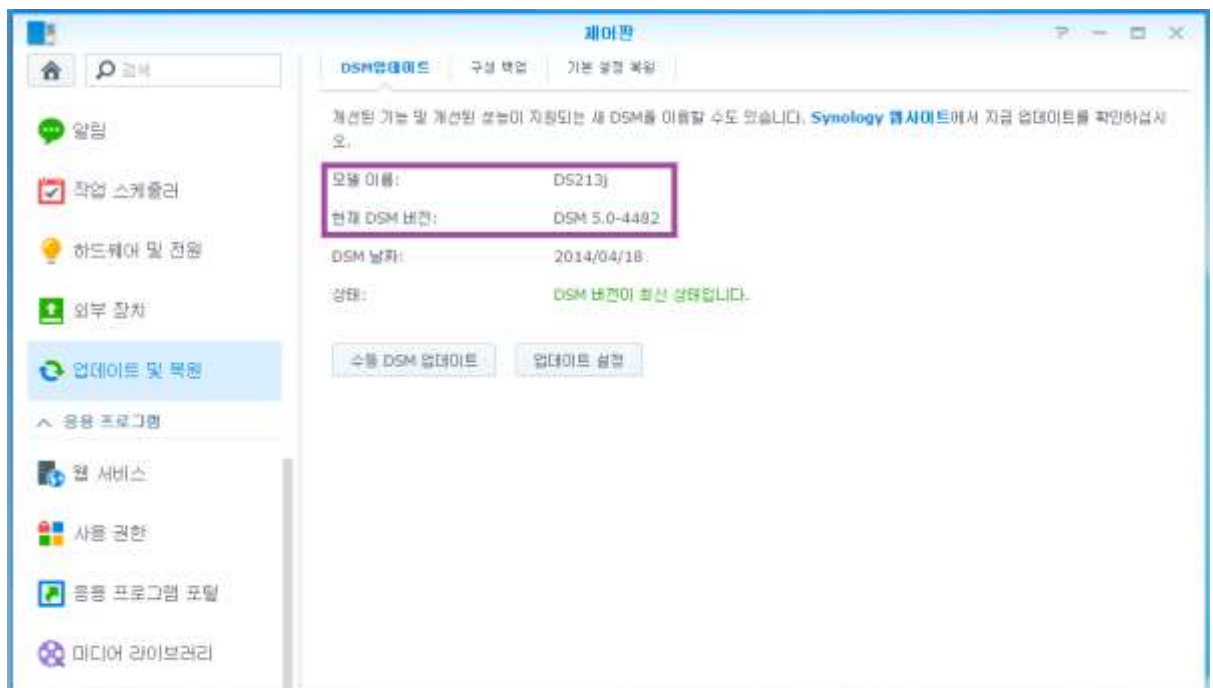 제어판
검색
DSM업데이트 구성 백업 기본 설정 복원
개선된 기능 및 개선된 성능이 지원되는 새 DSM를 이용할 수도 있습니다. Synology 웹사이트에서 지금 업데이트를 확인하십시
오.
모델 이름: DS213j
현재 DSM 버전: DSM 5.0-4482
DSM 날짜: 2014/04/18
상태: DSM 버전이 최신 상태입니다.
수동 DSM 업데이트 업데이트 설정
알림
작업 스케줄러
하드웨어 및 전원
외부 장치
업데이트 및 복원
응용 프로그램
웹 서비스
사용 권한
응용 프로그램 포털
미디어 라이브러리